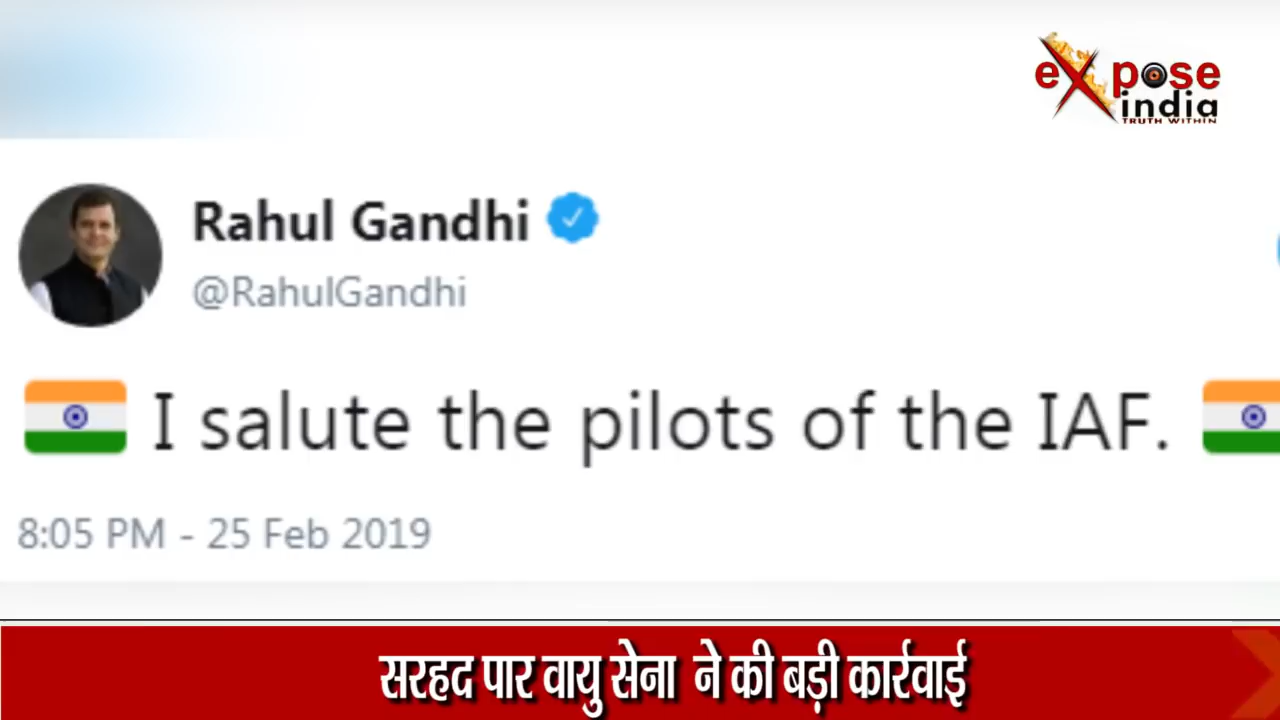 eXpose
india
TRUTH WITHIN
Rahul Gandhi
@RahulGandhi
I salute the pilots of the IAF.
8:05 PM - 25 Feb 2019
सरहद पार वायु सेना ने की बड़ी कार्रवाई